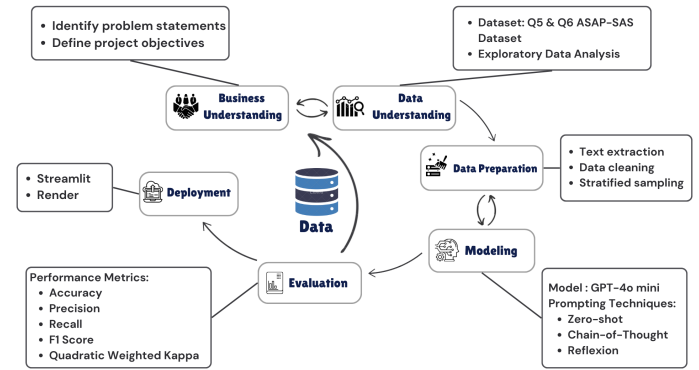 • Identify problem statements
• Define project objectives
• Dataset: Q5 & Q6 ASAP-SAS
Dataset
• Exploratory Data Analysis
Business
Understanding
Data
Understanding
• Streamlit
• Render
Deployment
Data
Data Preparation
• Text extraction
• Data cleaning
• Stratified sampling
Modeling
Evaluation
Performance Metrics:
• Accuracy
• Precision
• Recall
• F1 Score
• Quadratic Weighted Kappa
Model : GPT-4o mini
Prompting Techniques:
• Zero-shot
• Chain-of-Thought
• Reflexion